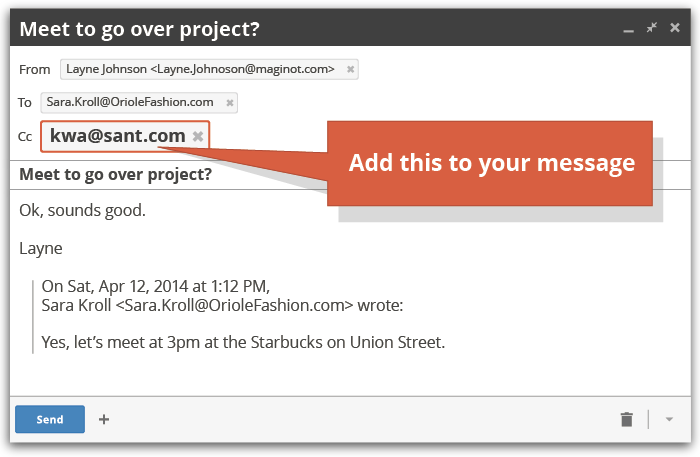 Meet to go over project?
From Layne Johnson <Layne.Johnoson@maginot.com>
To Sara.Kroll@OrioleFashion.com
Cc kwa@sant.com
Add this to your message
Meet to go over project?
Ok, sounds good.
Layne
On Sat, Apr 12, 2014 at 1:12 PM,
Sara Kroll <Sara.Kroll@OrioleFashion.com> wrote:
Yes, let's meet at 3pm at the Starbucks on Union Street.
Send